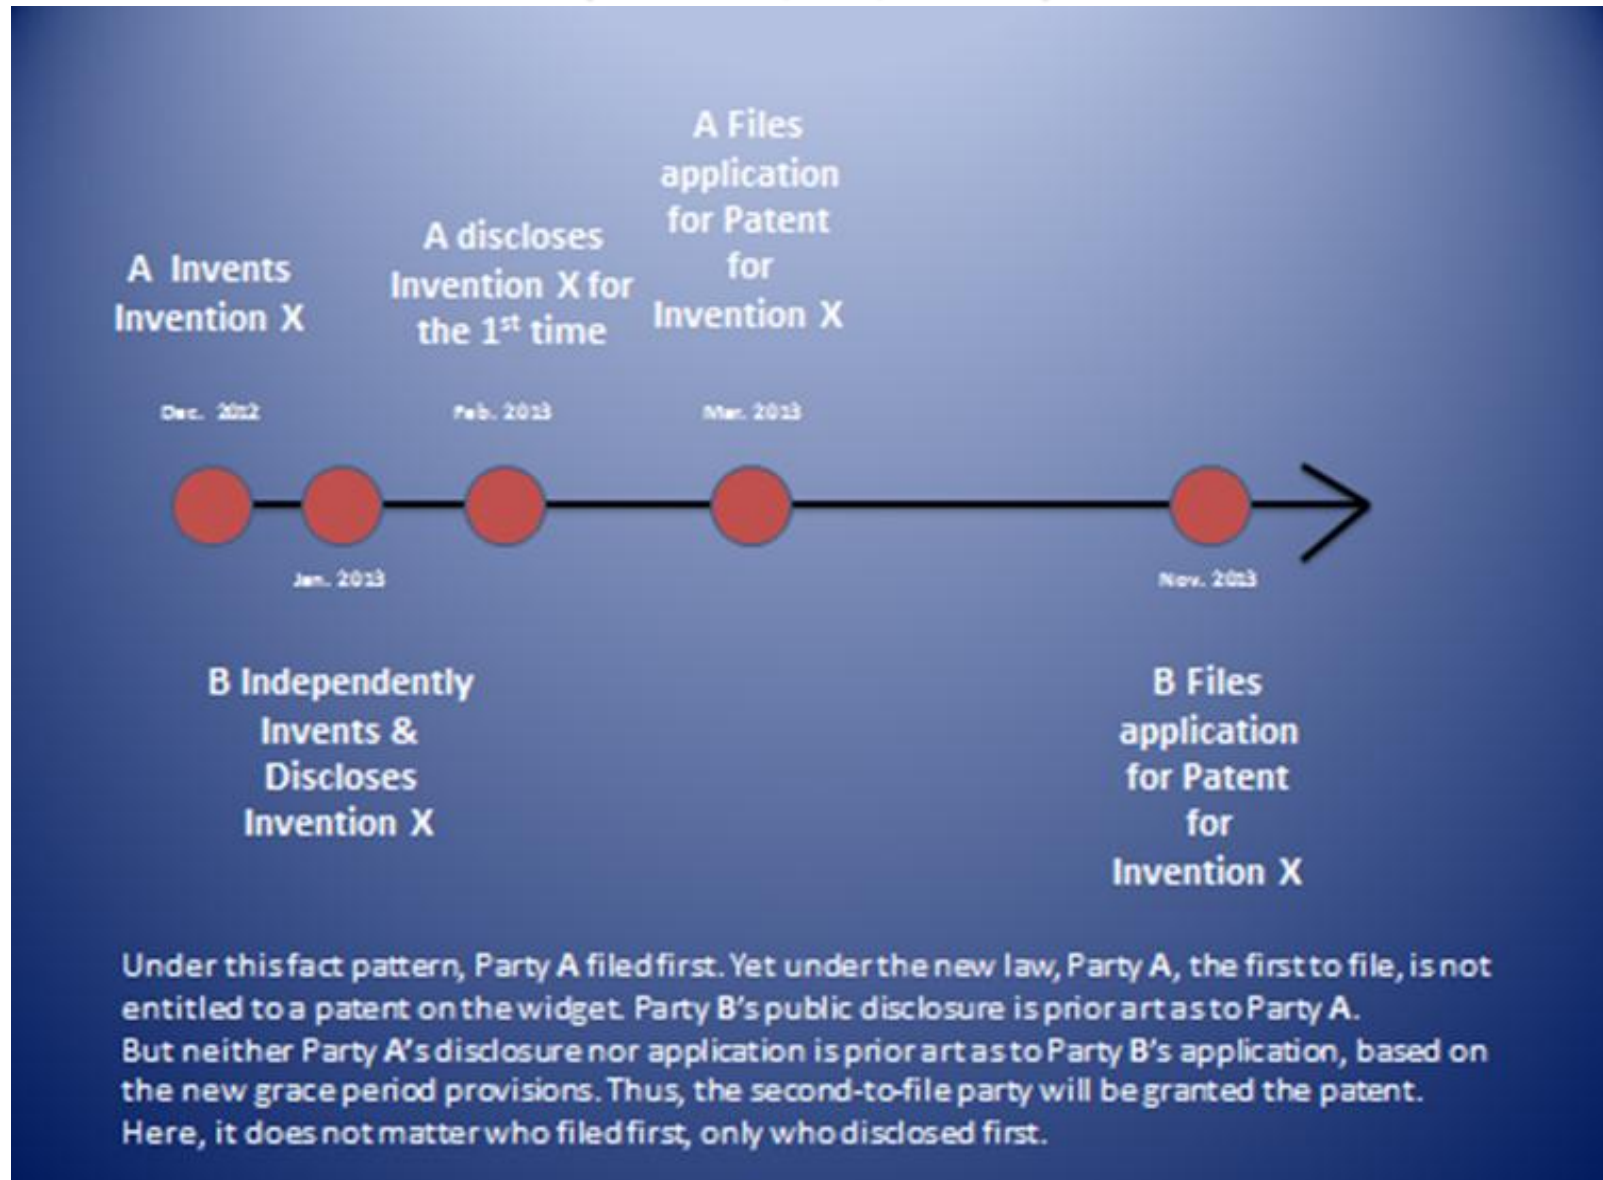 A Invents
Invention X
A discloses
Invention X for
the 1st time
A Files
application
for Patent
for
Invention X
Dec. 2012
Feb. 2013
Mar. 2013
Jan. 2013
Nov. 2013
B Independently
Invents &
Discloses
Invention X
B Files
application
for Patent
for
Invention X
Under this fact pattern, Party A filed first. Yet under the new law, Party A, the first to file, is not
entitled to a patent on the widget. Party B's public disclosure is prior art as to Party A.
But neither Party A's disclosure nor application is prior art as to Party B's application, based on
the new grace period provisions. Thus, the second-to-file party will be granted the patent.
Here, it does not matter who filed first, only who disclosed first.